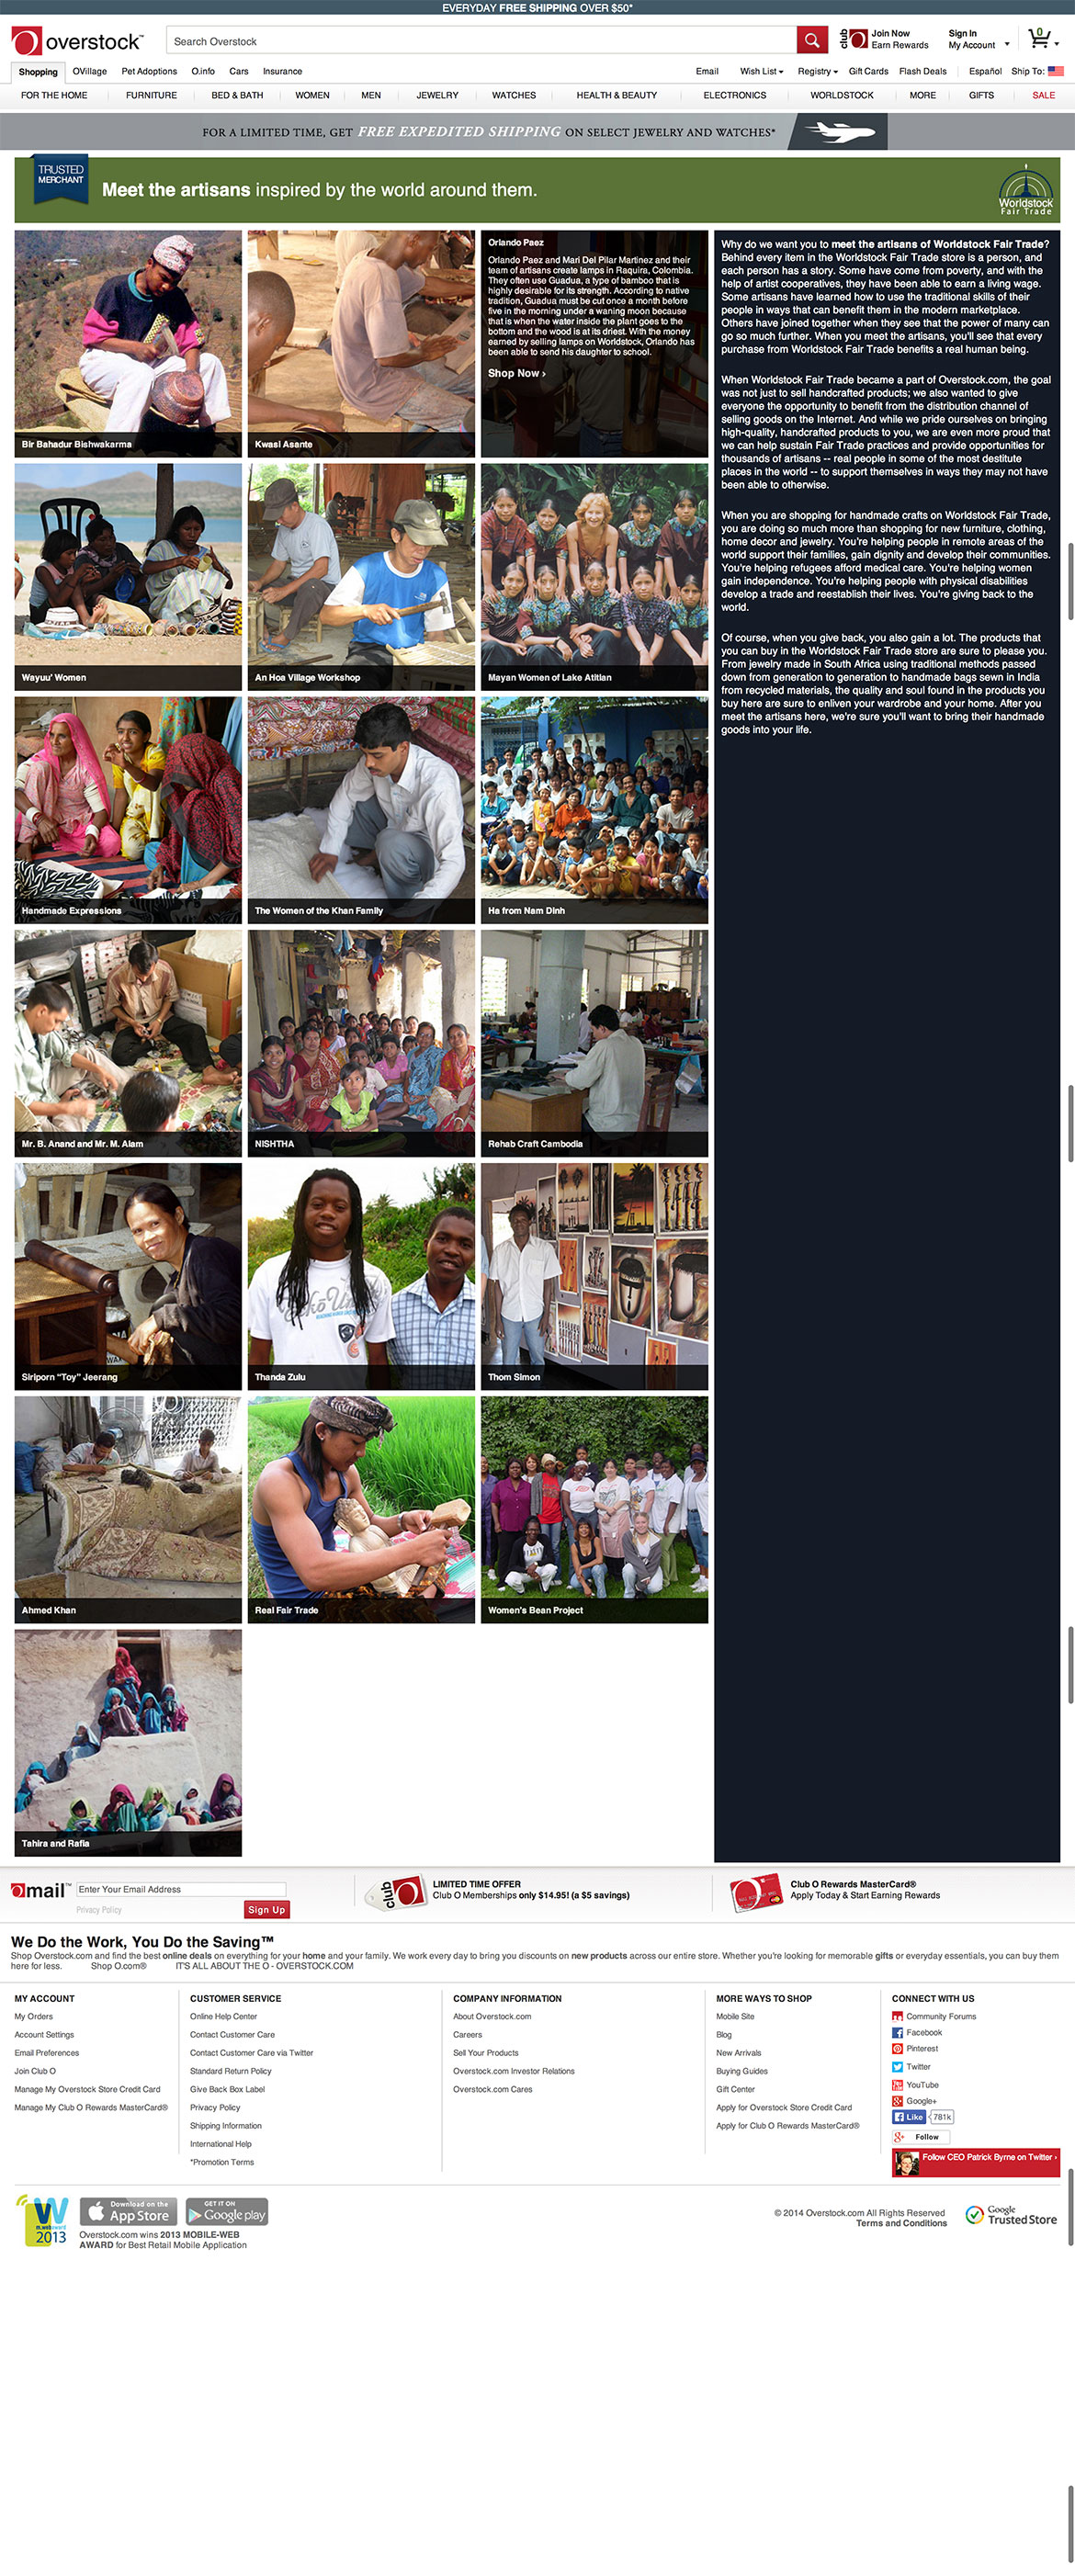 EVERYDAY FREE SHIPPING OVER $50*
overstock™
Search Overstock
club O
Join Now
Earn Rewards
Sign In
My Account
0
Shopping
OVillage
Pet Adoptions
O.info
Cars
Insurance
Email
Wish List
Registry
Gift Cards
Flash Deals
Español
Ship To:
FOR THE HOME
FURNITURE
BED & BATH
WOMEN
MEN
JEWELRY
WATCHES
HEALTH & BEAUTY
ELECTRONICS
WORLDSTOCK
MORE
GIFTS
SALE
FOR A LIMITED TIME, GET FREE EXPEDITED SHIPPING ON SELECT JEWELRY AND WATCHES*
TRUSTED
MERCHANT
Meet the artisans inspired by the world around them.
Worldstock
Fair Trade
Bir Bahadur Bishwakarma
Kwasi Asante
Orlando Paez
Orlando Paez and Mari Del Pilar Martinez and their
team of artisans create lamps in Raquira, Colombia.
They often use Guadua, a type of bamboo that is
highly desirable for its strength. According to native
tradition, Guadua must be cut once a month before
five in the morning under a waning moon because
that is when the water inside the plant goes to the
bottom and the wood is at its driest. With the money
earned by selling lamps on Worldstock, Orlando has
been able to send his daughter to school.
Shop Now ›
Why do we want you to meet the artisans of Worldstock Fair Trade?
Behind every item in the Worldstock Fair Trade store is a person, and
each person has a story. Some have come from poverty, and with the
help of artist cooperatives, they have been able to earn a living wage.
Some artisans have learned how to use the traditional skills of their
people in ways that can benefit them in the modern marketplace.
Others have joined together when they see that the power of many can
go so much further. When you meet the artisans, you'll see that every
purchase from Worldstock Fair Trade benefits a real human being.
When Worldstock Fair Trade became a part of Overstock.com, the goal
was not just to sell handcrafted products; we also wanted to give
everyone the opportunity to benefit from the distribution channel of
selling goods on the Internet. And while we pride ourselves on bringing
high-quality, handcrafted products to you, we are even more proud that
we can help sustain Fair Trade practices and provide opportunities for
thousands of artisans -- real people in some of the most destitute
places in the world -- to support themselves in ways they may not have
been able to otherwise.
When you are shopping for handmade crafts on Worldstock Fair Trade,
you are doing so much more than shopping for new furniture, clothing,
home decor and jewelry. You're helping people in remote areas of the
world support their families, gain dignity and develop their communities.
You're helping refugees afford medical care. You're helping women
gain independence. You're helping people with physical disabilities
develop a trade and reestablish their lives. You're giving back to the
world.
Of course, when you give back, you also gain a lot. The products that
you can buy in the Worldstock Fair Trade store are sure to please you.
From jewelry made in South Africa using traditional methods passed
down from generation to generation to handmade bags sewn in India
from recycled materials, the quality and soul found in the products you
buy here are sure to enliven your wardrobe and your home. After you
meet the artisans here, we're sure you'll want to bring their handmade
goods into your life.
Wayuu' Women
An Hoa Village Workshop
Mayan Women of Lake Atitlan
Handmade Expressions
The Women of the Khan Family
Ha from Nam Dinh
Mr. B. Anand and Mr. M. Alam
NISHTHA
Rehab Craft Cambodia
Siriporn “Toy” Jeerang
Thanda Zulu
Thom Simon
Ahmed Khan
Real Fair Trade
Women's Bean Project
Tahira and Rafia
Omail™
Enter Your Email Address
Privacy Policy
Sign Up
club O
LIMITED TIME OFFER
Club O Memberships only $14.95! (a $5 savings)
Club O Rewards MasterCard®
Apply Today & Start Earning Rewards
We Do the Work, You Do the Saving™
Shop Overstock.com and find the best online deals on everything for your home and your family. We work every day to bring you discounts on new products across our entire store. Whether you're looking for memorable gifts or everyday essentials, you can buy them
here for less. Shop O.com® IT'S ALL ABOUT THE O - OVERSTOCK.COM
MY ACCOUNT
My Orders
Account Settings
Email Preferences
Join Club O
Manage My Overstock Store Credit Card
Manage My Club O Rewards MasterCard®
CUSTOMER SERVICE
Online Help Center
Contact Customer Care
Contact Customer Care via Twitter
Standard Return Policy
Give Back Box Label
Privacy Policy
Shipping Information
International Help
*Promotion Terms
COMPANY INFORMATION
About Overstock.com
Careers
Sell Your Products
Overstock.com Investor Relations
Overstock.com Cares
MORE WAYS TO SHOP
Mobile Site
Blog
New Arrivals
Buying Guides
Gift Center
Apply for Overstock Store Credit Card
Apply for Club O Rewards MasterCard®
CONNECT WITH US
Community Forums
Facebook
Pinterest
Twitter
YouTube
Google+
Like
781k
Follow
Follow CEO Patrick Byrne on Twitter ›
W
2013
Download on the
App Store
GET IT ON
Google play
Overstock.com wins 2013 MOBILE-WEB
AWARD for Best Retail Mobile Application
© 2014 Overstock.com All Rights Reserved
Terms and Conditions
Google
Trusted Store